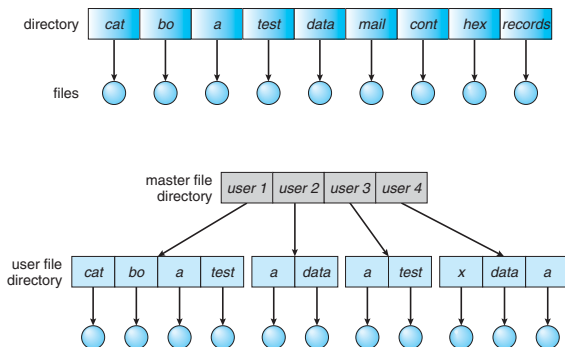 directory cat bo a test data mail cont hex records
files
master file directory user 1 user 2 user 3 user 4
user file directory cat bo a test a data a test x data a